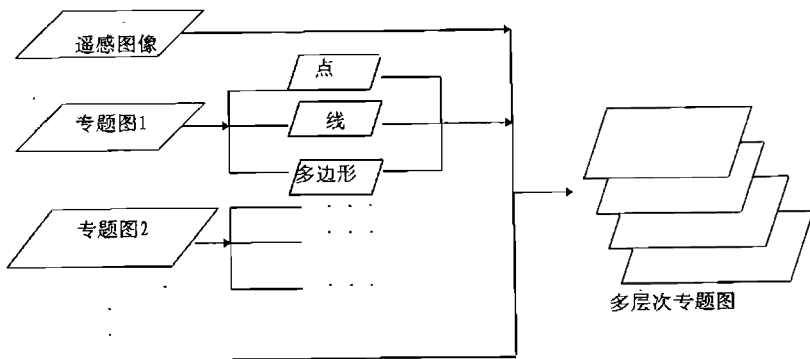 遥感图像
点
专题图1
线
多边形
专题图2
. . .
. . .
. . .
多层次专题图